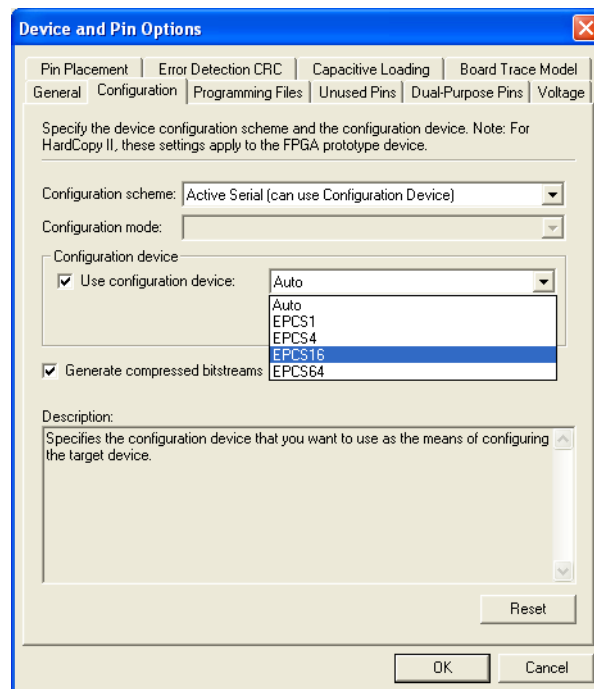 Device and Pin Options
Pin Placement Error Detection CRC Capacitive Loading Board Trace Model
General Configuration Programming Files Unused Pins Dual-Purpose Pins Voltage
Specify the device configuration scheme and the configuration device. Note: For
HardCopy II, these settings apply to the FPGA prototype device.
Configuration scheme: Active Serial (can use Configuration Device)
Configuration mode:
Configuration device
Use configuration device: Auto
Auto
EPCS1
EPCS4
EPCS16
Generate compressed bitstreams EPCS64
Description:
Specifies the configuration device that you want to use as the means of configuring
the target device.
Reset
OK Cancel